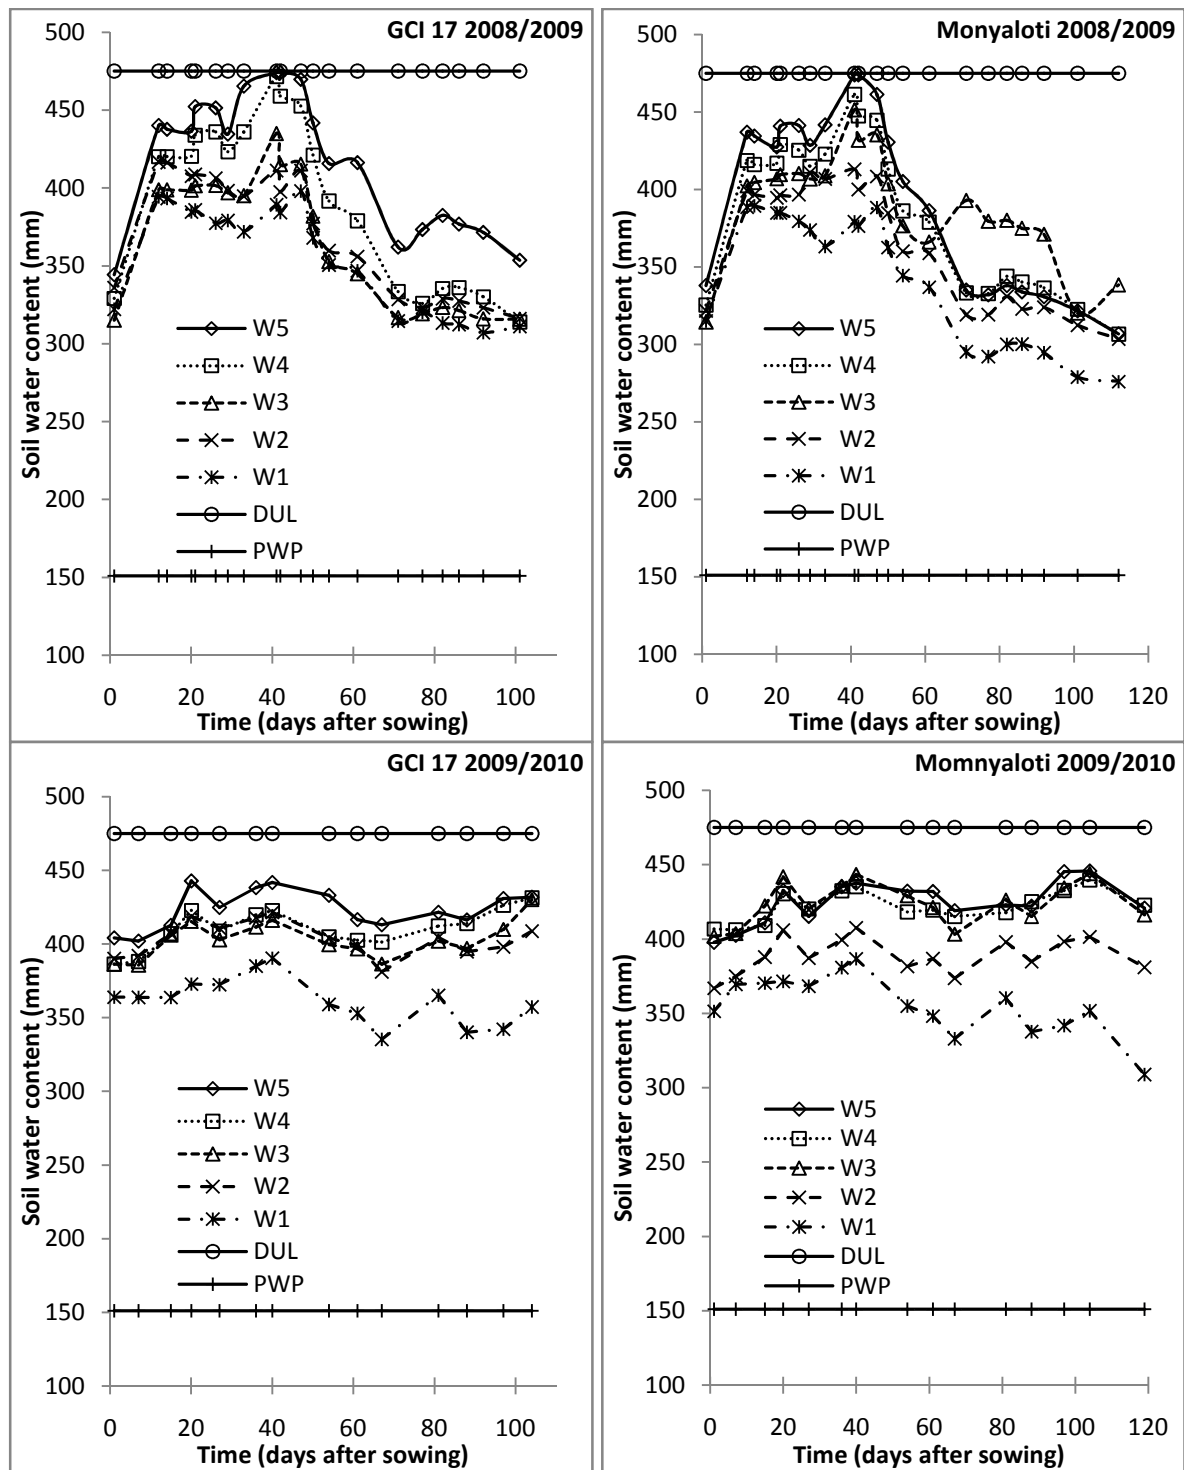 GCI 17 2008/2009
500
450
400
350
300
250
200
150
100
Soil water content (mm)
W5
W4
W3
W2
W1
DUL
PWP
0 20 40 60 80 100
Time (days after sowing)
Monyaloti 2008/2009
500
450
400
350
300
250
200
150
100
Soil water content (mm)
W5
W4
W3
W2
W1
DUL
PWP
0 20 40 60 80 100 120
Time (days after sowing)
GCI 17 2009/2010
500
450
400
350
300
250
200
150
100
Soil water content (mm)
W5
W4
W3
W2
W1
DUL
PWP
0 20 40 60 80 100
Time (days after sowing)
Momnyaloti 2009/2010
500
450
400
350
300
250
200
150
100
Soil water content (mm)
W5
W4
W3
W2
W1
DUL
PWP
0 20 40 60 80 100 120
Time (days after sowing)